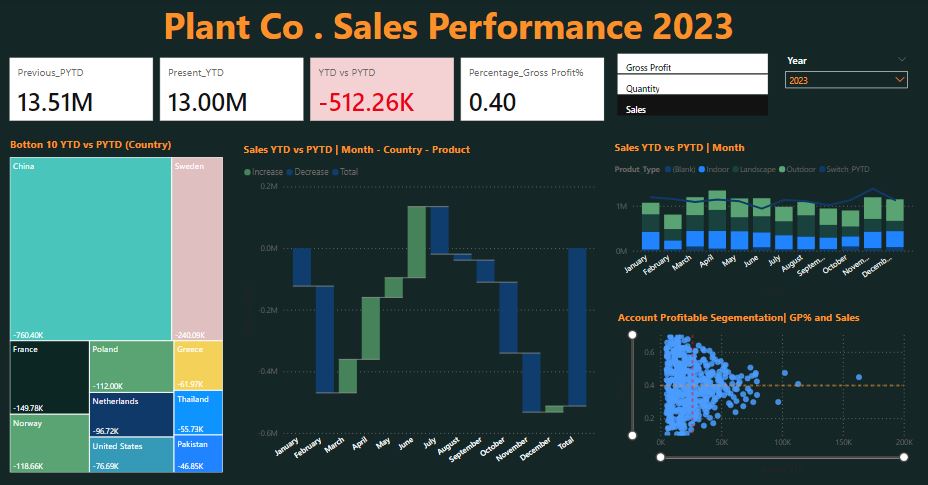 Plant Co . Sales Performance 2023
Previous_PYTD
13.51M
Present_YTD
13.00M
YTD vs PYTD
-512.26K
Percentage_Gross Profit%
0.40
Gross Profit
Quantity
Sales
Year
2023
Botton 10 YTD vs PYTD (Country)
China
-760.40K
Sweden
-240.09K
France
-149.78K
Norway
-118.66K
Poland
-112.00K
Netherlands
-96.72K
United States
-76.69K
Greece
-61.97K
Thailand
-55.73K
Pakistan
-46.85K
Sales YTD vs PYTD | Month - Country - Product
Increase Decrease Total
0.2M
0.0M
-0.2M
-0.4M
-0.6M
January February March April May June July August September October November December Total
Sales YTD vs PYTD | Month
Produt Type (Blank) Indoor Landscape Outdoor Switch_PYTD
1M
0M
January February March April May June July August Septem... October Novem... Decemb...
Account Profitable Segementation| GP% and Sales
0.6
0.4
0.2
0K 50K 100K 150K 200K